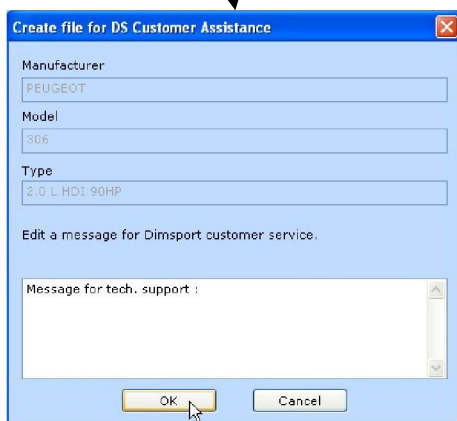 Create file for DS Customer Assistance
Manufacturer
PEUGEOT
Model
306
Type
2.0 L HDI 90HP
Edit a message for Dimsport customer service.
Message for tech. support :
OK Cancel